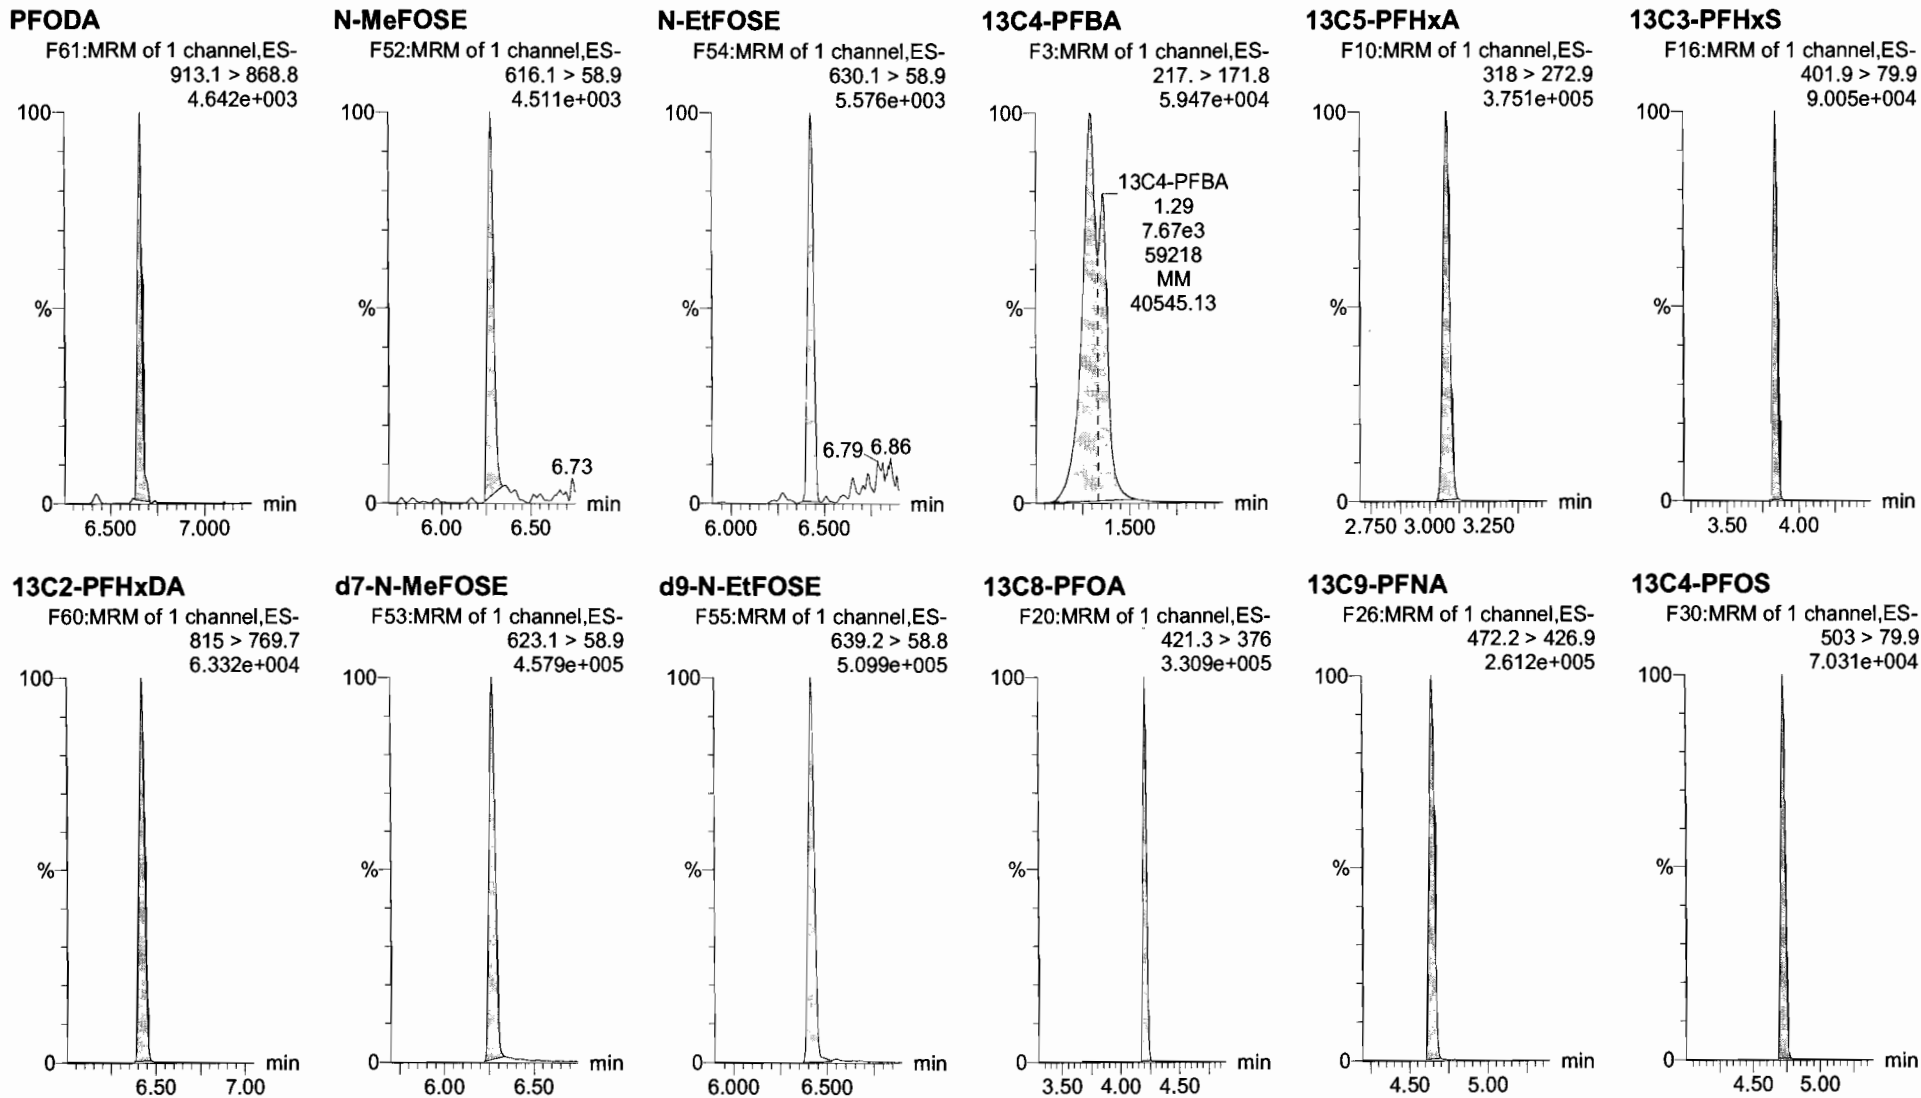 PFODA
F61:MRM of 1 channel,ES-
913.1 > 868.8
4.642e+003
100
%
0
6.500 7.000
min
N-MeFOSE
F52:MRM of 1 channel,ES-
616.1 > 58.9
4.511e+003
100
%
6.73
0
6.00 6.50
min
N-EtFOSE
F54:MRM of 1 channel,ES-
630.1 > 58.9
5.576e+003
100
%
6.79 6.86
0
6.000 6.500
min
13C4-PFBA
F3:MRM of 1 channel,ES-
217. > 171.8
5.947e+004
100
13C4-PFBA
1.29
7.67e3
59218
MM
40545.13
%
0
1.500
min
13C5-PFHxA
F10:MRM of 1 channel,ES-
318 > 272.9
3.751e+005
100
%
0
2.750 3.000 3.250
min
13C3-PFHxS
F16:MRM of 1 channel,ES-
401.9 > 79.9
9.005e+004
100
%
0
3.50 4.00
min
13C2-PFHxDA
F60:MRM of 1 channel,ES-
815 > 769.7
6.332e+004
100
%
0
6.50 7.00
min
d7-N-MeFOSE
F53:MRM of 1 channel,ES-
623.1 > 58.9
4.579e+005
100
%
0
6.00 6.50
min
d9-N-EtFOSE
F55:MRM of 1 channel,ES-
639.2 > 58.8
5.099e+005
100
%
0
6.000 6.500
min
13C8-PFOA
F20:MRM of 1 channel,ES-
421.3 > 376
3.309e+005
100
%
0
3.50 4.00 4.50
min
13C9-PFNA
F26:MRM of 1 channel,ES-
472.2 > 426.9
2.612e+005
100
%
0
4.50 5.00
min
13C4-PFOS
F30:MRM of 1 channel,ES-
503 > 79.9
7.031e+004
100
%
0
4.50 5.00
min